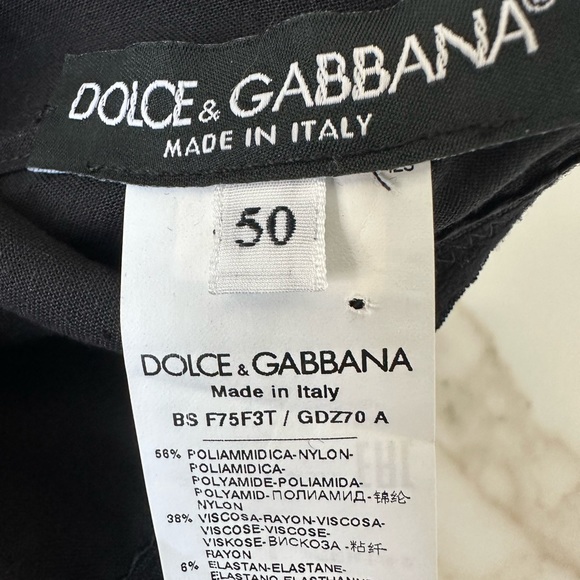 DOLCE & GABBANA®
MADE IN ITALY
50
DOLCE & GABBANA
Made in Italy
BS F75F3T / GDZ70 A
56% POLIAMMIDICA-NYLON-
POLIAMIDICA-
POLYAMIDE-POLIAMIDA-
POLYAMID-ПОЛИАМИД-锦纶-
NYLON
38% VISCOSA-RAYON-VISCOSA-
VISCOSE-VISCOSE-
VISKOSE-ВИСКОЗА-粘纤-
RAYON
6% ELASTAN-ELASTANE-
ELASTANO-ELASTHAN-